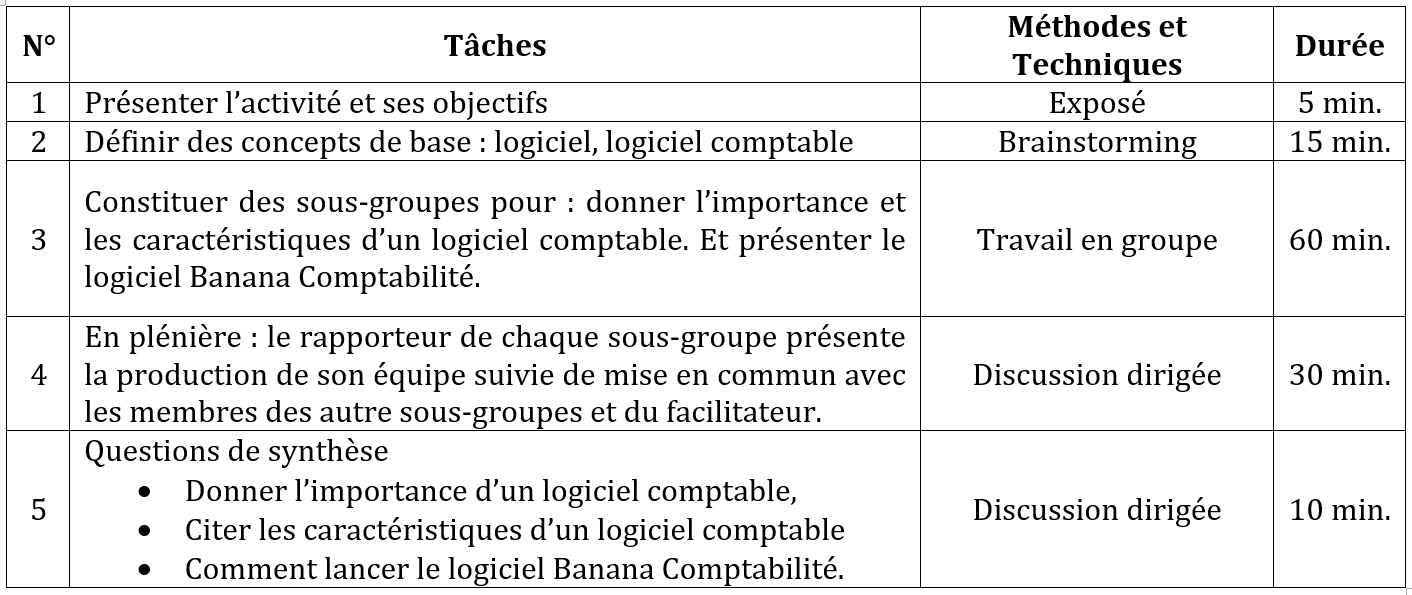 N°
Tâches
Méthodes et
Techniques
Durée
1
Présenter l’activité et ses objectifs
Exposé
5 min.
2
Définir des concepts de base : logiciel, logiciel comptable
Brainstorming
15 min.
3
Constituer des sous-groupes pour : donner l’importance et
les caractéristiques d’un logiciel comptable. Et présenter le
logiciel Banana Comptabilité.
Travail en groupe
60 min.
4
En plénière : le rapporteur de chaque sous-groupe présente
la production de son équipe suivie de mise en commun avec
les membres des autre sous-groupes et du facilitateur.
Discussion dirigée
30 min.
5
Questions de synthèse
• Donner l’importance d’un logiciel comptable,
• Citer les caractéristiques d’un logiciel comptable
• Comment lancer le logiciel Banana Comptabilité.
Discussion dirigée
10 min.